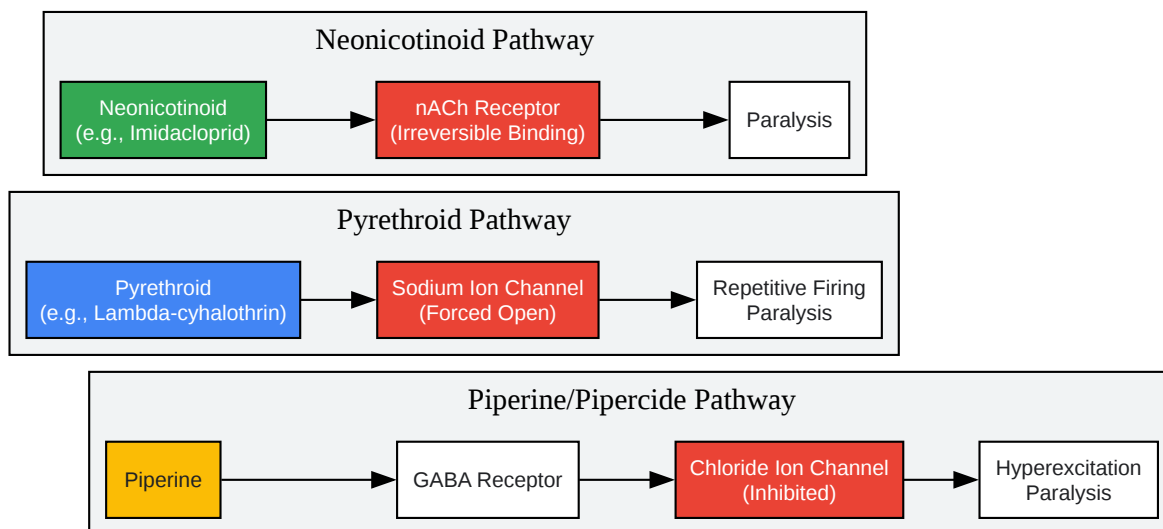 Neonicotinoid Pathway
Neonicotinoid
(e.g., Imidacloprid)
nACh Receptor
(Irreversible Binding)
Paralysis
Pyrethroid Pathway
Pyrethroid
(e.g., Lambda-cyhalothrin)
Sodium Ion Channel
(Forced Open)
Repetitive Firing
Paralysis
Piperine/Pipercide Pathway
Piperine
GABA Receptor
Chloride Ion Channel
(Inhibited)
Hyperexcitation
Paralysis